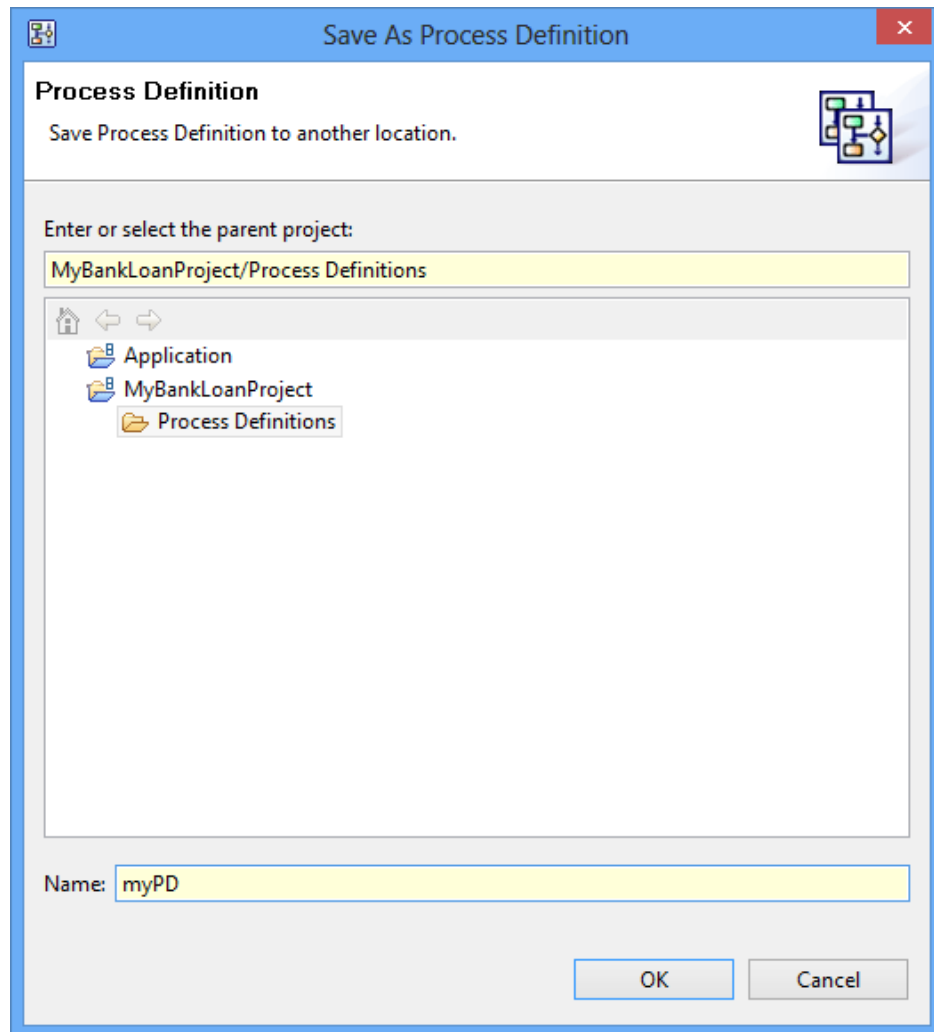 Save As Process Definition
Process Definition
Save Process Definition to another location.
Enter or select the parent project:
MyBankLoanProject/Process Definitions
Application
MyBankLoanProject
Process Definitions
Name: myPD
OK Cancel